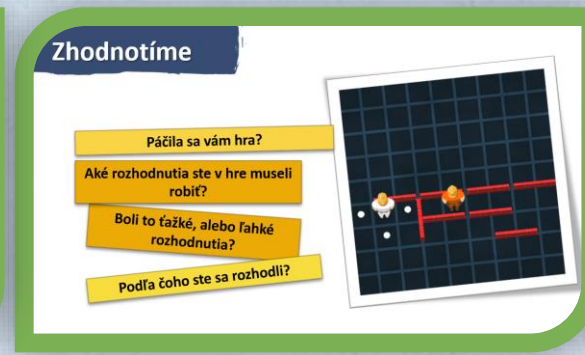 Zhodnotíme
Páčila sa vám hra?
Aké rozhodnutia ste v hre museli
robiť?
Boli to ťažké, alebo ľahké
rozhodnutia?
Podľa čoho ste sa rozhodli?